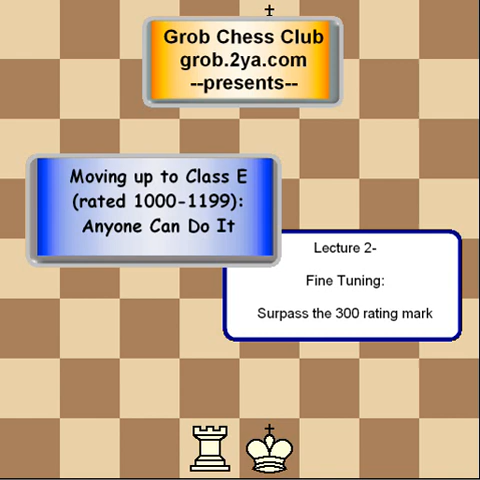 Grob Chess Club
grob.2ya.com
--presents--
Moving up to Class E
(rated 1000-1199):
Anyone Can Do It
Lecture 2-
Fine Tuning:
Surpass the 300 rating mark